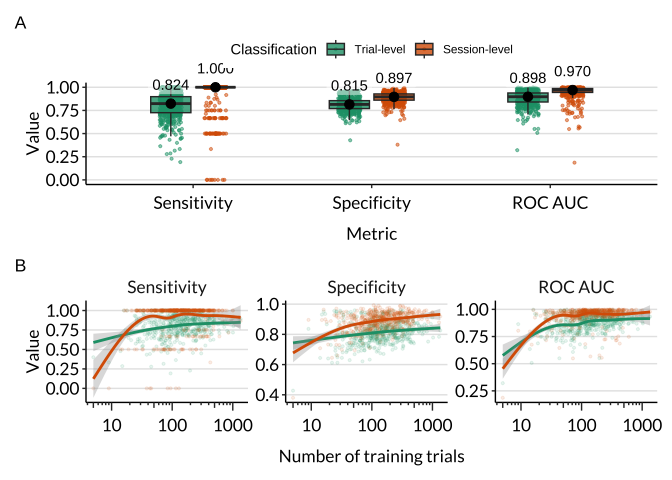 A
Classification Trial-level Session-level
0.824 1.000 0.815 0.897 0.898 0.970
1.00
0.75
0.50
0.25
0.00
Value
Sensitivity Specificity ROC AUC
Metric
B
Sensitivity Specificity ROC AUC
Value
1.00
0.75
0.50
0.25
0.00
1.0
0.8
0.6
0.4
1.00
0.75
0.50
0.25
10 100 1000 10 100 1000 10 100 1000
Number of training trials